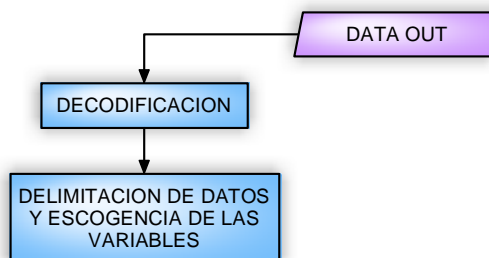 DATA OUT
DECODIFICACION
DELIMITACION DE DATOS
Y ESCOGENCIA DE LAS
VARIABLES